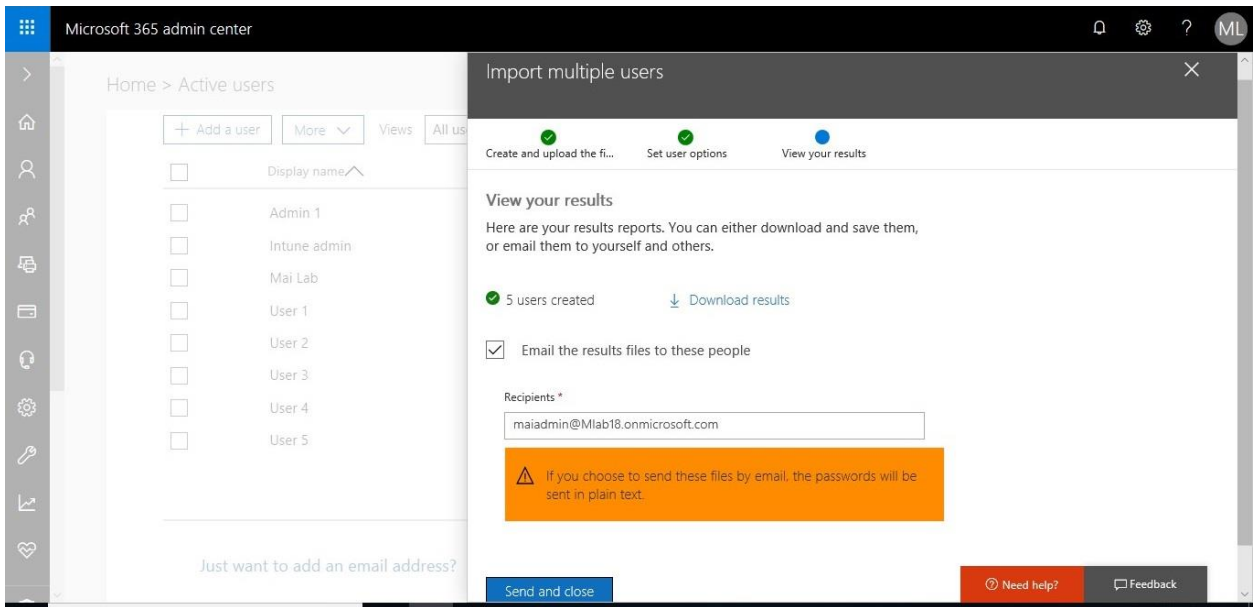 Microsoft 365 admin center
ML
Home > Active users
Add a user
More
Views
All us
Display name
Admin 1
Intune admin
Mai Lab
User 1
User 2
User 3
User 4
User 5
Just want to add an email address?
Import multiple users
Create and upload the fi...
Set user options
View your results
View your results
Here are your results reports. You can either download and save them,
or email them to yourself and others.
5 users created
Download results
Email the results files to these people
Recipients *
maiadmin@Mlab18.onmicrosoft.com
If you choose to send these files by email, the passwords will be
sent in plain text.
Send and close
Need help?
Feedback